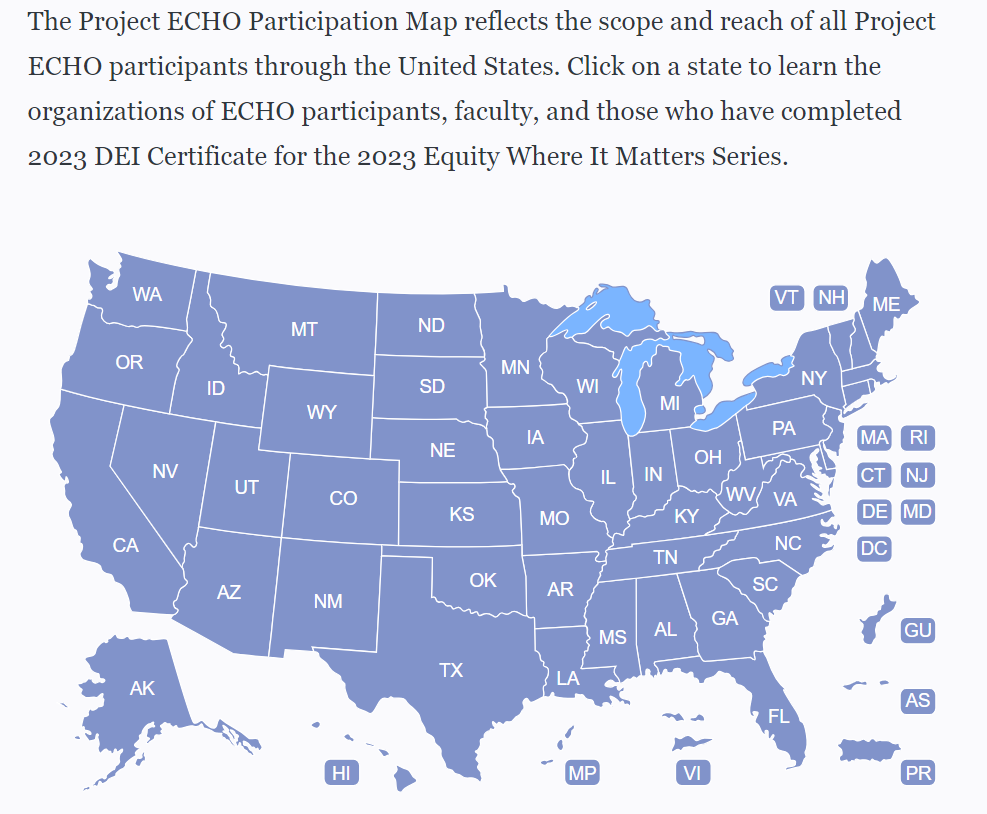 The Project ECHO Participation Map reflects the scope and reach of all Project
ECHO participants through the United States. Click on a state to learn the
organizations of ECHO participants, faculty, and those who have completed
2023 DEI Certificate for the 2023 Equity Where It Matters Series.
WA
VT NH
ME
MT
ND
OR
MN
ID
SD
WI
NY
MI
WY
PA
IA
MA RI
NE
OH
NV
IL
IN
CT NJ
UT
CO
WV
VA
KS
MO
KY
DE MD
CA
NC
DC
TN
OK
AR
SC
AZ
NM
GA
MS
AL
GU
TX
LA
AK
AS
FL
HI
MP
VI
PR